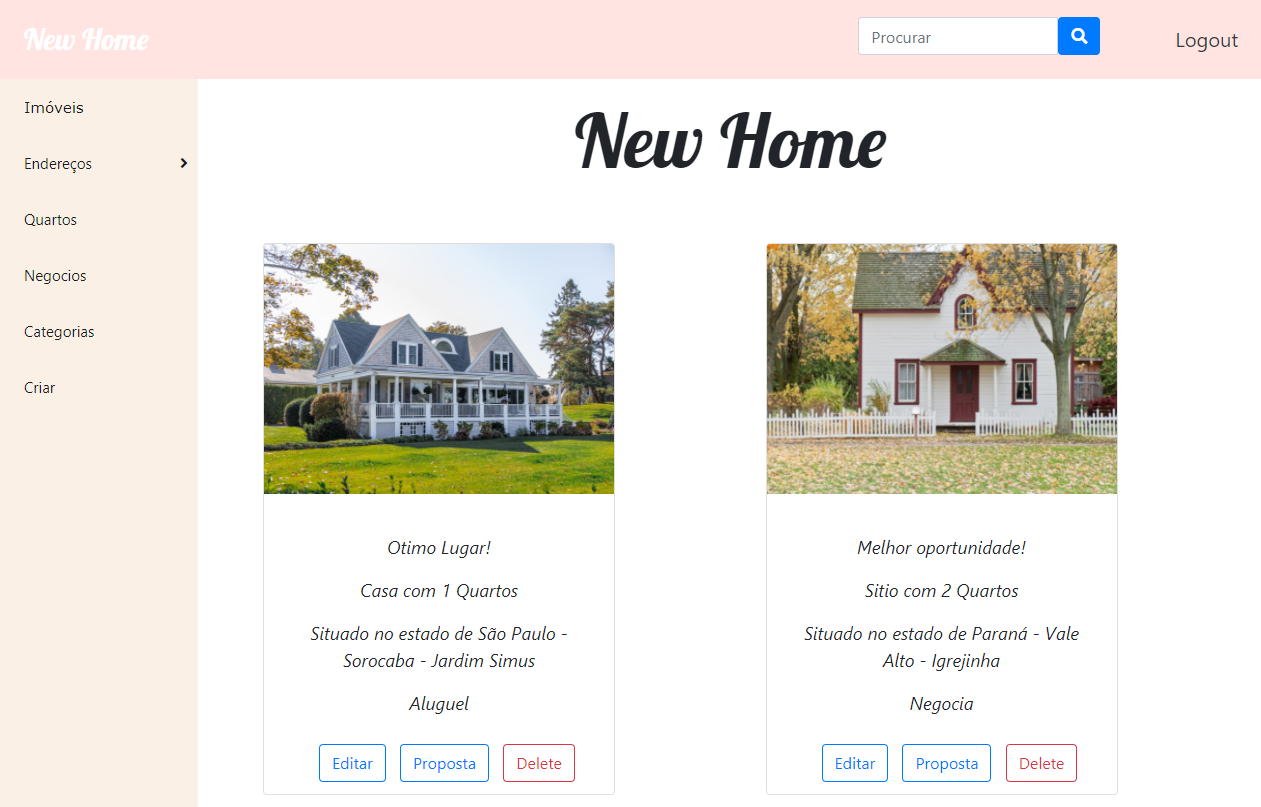 New Home
Procurar
Logout
Imóveis
Endereços
Quartos
Negocios
Categorias
Criar
New Home
Otimo Lugar!
Casa com 1 Quartos
Situado no estado de São Paulo -
Sorocaba - Jardim Simus
Aluguel
Editar Proposta Delete
Melhor oportunidade!
Sitio com 2 Quartos
Situado no estado de Paraná - Vale
Alto - Igrejinha
Negocia
Editar Proposta Delete